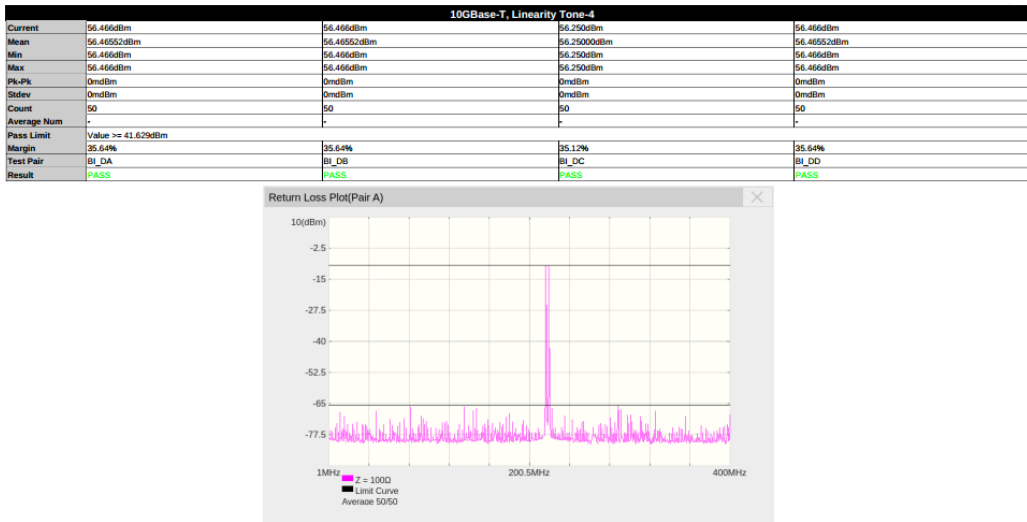 10GBase-T, Linearity Tone-4
Current 56.466dBm 56.466dBm 56.250dBm 56.466dBm
Mean 56.46552dBm 56.46552dBm 56.25000dBm 56.46552dBm
Min 56.466dBm 56.466dBm 56.250dBm 56.466dBm
Max 56.466dBm 56.466dBm 56.250dBm 56.466dBm
Pk-Pk 0mdBm 0mdBm 0mdBm 0mdBm
Stdev 0mdBm 0mdBm 0mdBm 0mdBm
Count 50 50 50 50
Average Num - - - -
Pass Limit Value >= 41.629dBm
Margin 35.64% 35.64% 35.12% 35.64%
Test Pair BI_DA BI_DB BI_DC BI_DD
Result PASS PASS PASS PASS
Return Loss Plot(Pair A)
10(dBm)
-2.5
-15
-27.5
-40
-52.5
-65
-77.5
1MHz 200.5MHz 400MHz
Z = 100Ω
Limit Curve
Average 50/50